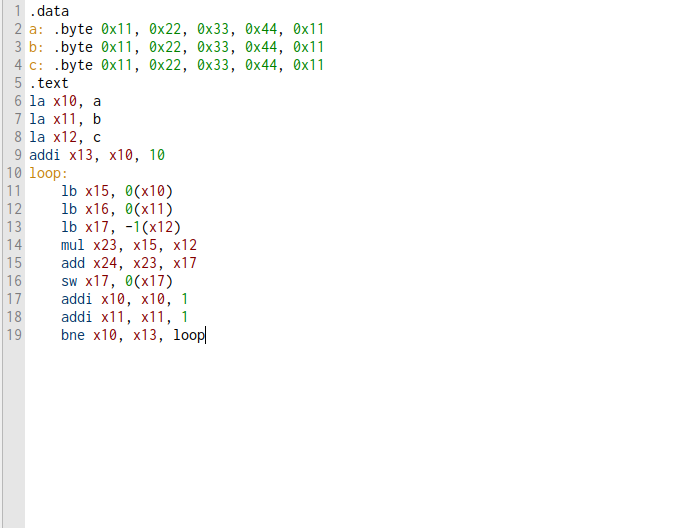 1 .data
2 a: .byte 0x11, 0x22, 0x33, 0x44, 0x11
3 b: .byte 0x11, 0x22, 0x33, 0x44, 0x11
4 c: .byte 0x11, 0x22, 0x33, 0x44, 0x11
5 .text
6 la x10, a
7 la x11, b
8 la x12, c
9 addi x13, x10, 10
10 loop:
11     lb x15, 0(x10)
12     lb x16, 0(x11)
13     lb x17, -1(x12)
14     mul x23, x15, x12
15     add x24, x23, x17
16     sw x17, 0(x17)
17     addi x10, x10, 1
18     addi x11, x11, 1
19     bne x10, x13, loop